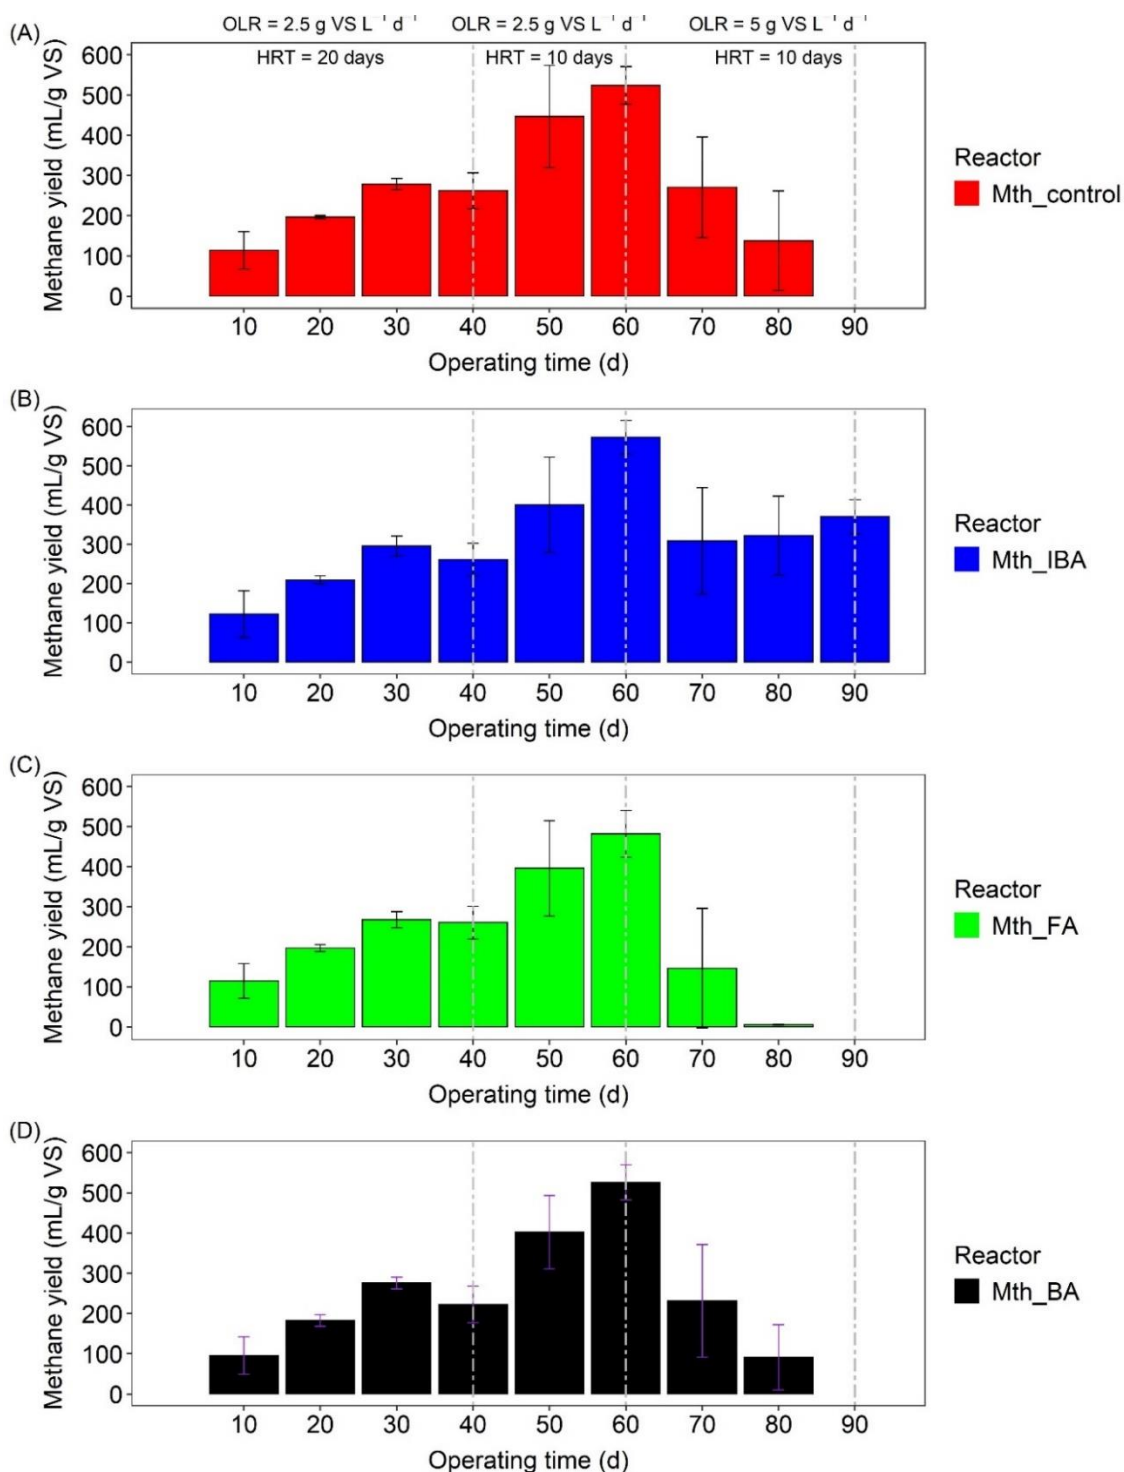 (A)
OLR = 2.5 g VS L ' d ' OLR = 2.5 g VS L ' d ' OLR = 5 g VS L ' d '
HRT = 20 days HRT = 10 days HRT = 10 days
Methane yield (mL/g VS)
600
500
400
300
200
100
0
10 20 30 40 50 60 70 80 90
Operating time (d)
Reactor
Mth_control
(B)
Methane yield (mL/g VS)
600
500
400
300
200
100
0
10 20 30 40 50 60 70 80 90
Operating time (d)
Reactor
Mth_IBA
(C)
Methane yield (mL/g VS)
600
500
400
300
200
100
0
10 20 30 40 50 60 70 80 90
Operating time (d)
Reactor
Mth_FA
(D)
Methane yield (mL/g VS)
600
500
400
300
200
100
0
10 20 30 40 50 60 70 80 90
Operating time (d)
Reactor
Mth_BA